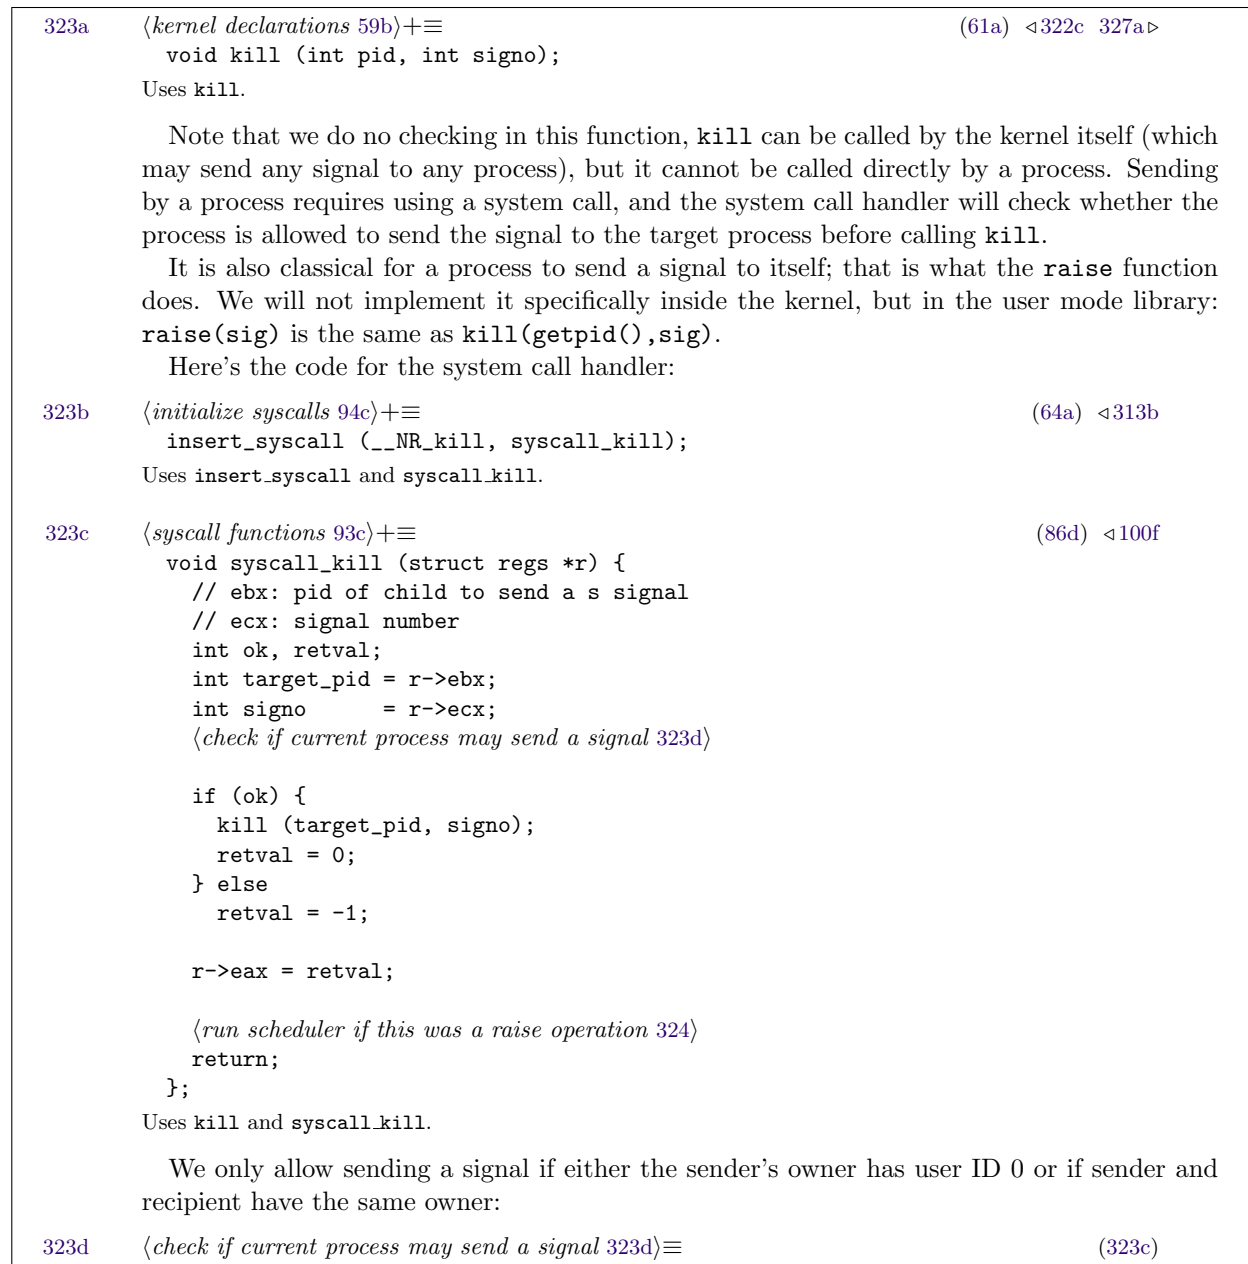 323a ⟨kernel declarations 59b⟩+≡ (61a) ◁322c 327a▷
void kill (int pid, int signo);
Uses kill.
Note that we do no checking in this function, kill can be called by the kernel itself (which
may send any signal to any process), but it cannot be called directly by a process. Sending
by a process requires using a system call, and the system call handler will check whether the
process is allowed to send the signal to the target process before calling kill.
It is also classical for a process to send a signal to itself; that is what the raise function
does. We will not implement it specifically inside the kernel, but in the user mode library:
raise(sig) is the same as kill(getpid(),sig).
Here's the code for the system call handler:
323b ⟨initialize syscalls 94c⟩+≡ (64a) ◁313b
insert_syscall (__NR_kill, syscall_kill);
Uses insert_syscall and syscall_kill.
323c ⟨syscall functions 93c⟩+≡ (86d) ◁100f
void syscall_kill (struct regs *r) {
// ebx: pid of child to send a s signal
// ecx: signal number
int ok, retval;
int target_pid = r->ebx;
int signo      = r->ecx;
⟨check if current process may send a signal 323d⟩
if (ok) {
kill (target_pid, signo);
retval = 0;
} else
retval = -1;
r->eax = retval;
⟨run scheduler if this was a raise operation 324⟩
return;
};
Uses kill and syscall_kill.
We only allow sending a signal if either the sender's owner has user ID 0 or if sender and
recipient have the same owner:
323d ⟨check if current process may send a signal 323d⟩≡ (323c)